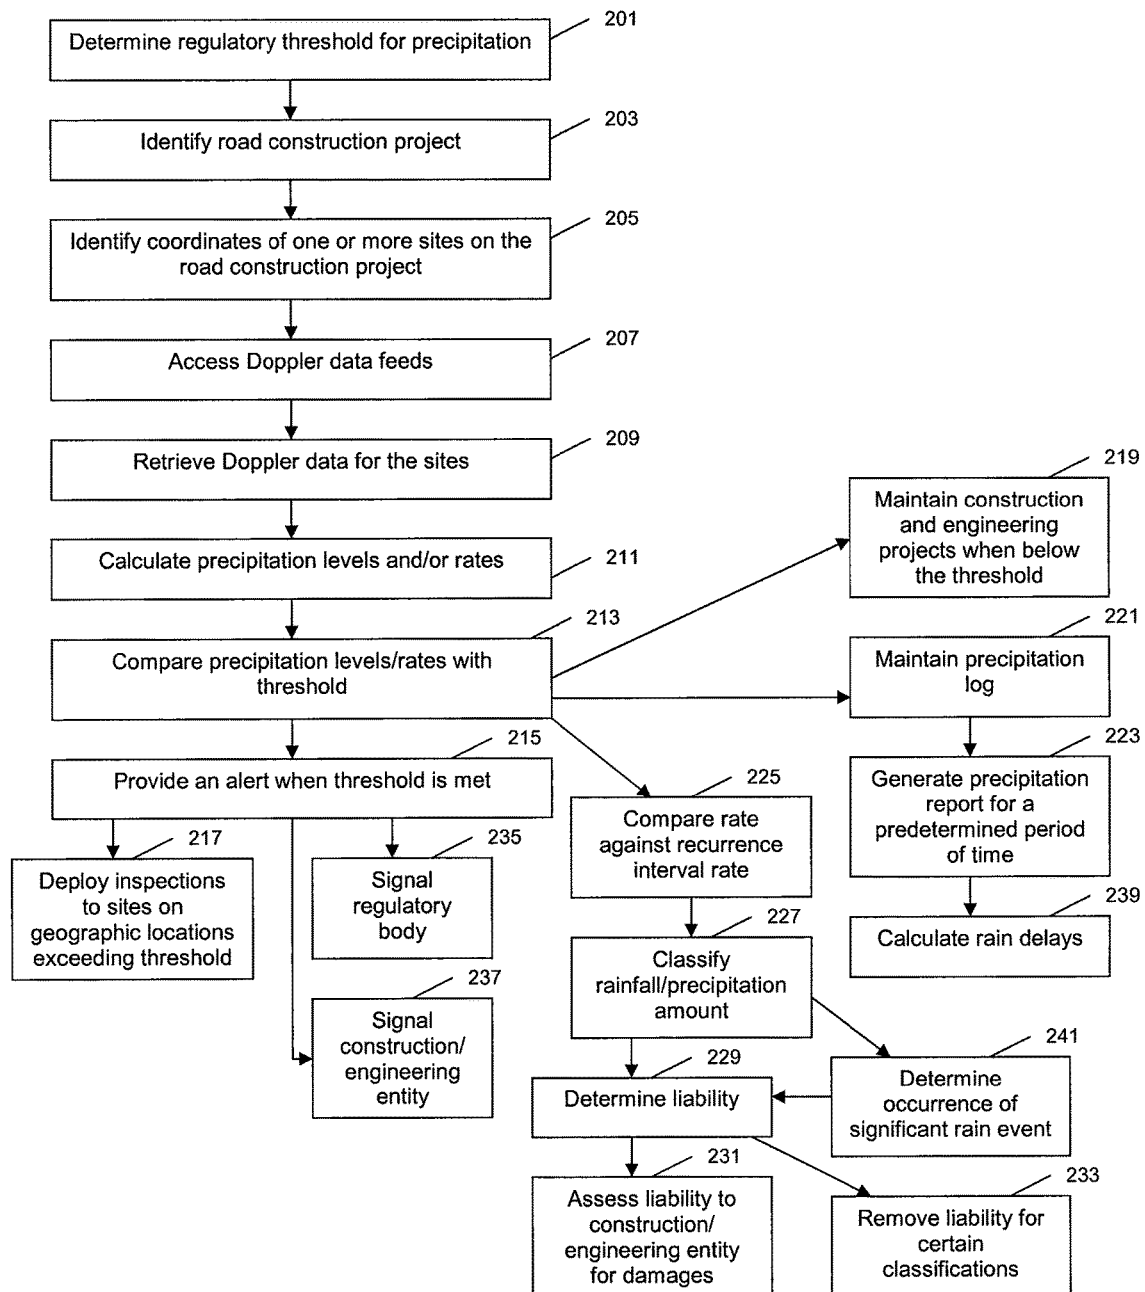 201
Determine regulatory threshold for precipitation
203
Identify road construction project
205
Identify coordinates of one or more sites on the
road construction project
207
Access Doppler data feeds
209
Retrieve Doppler data for the sites
211
Calculate precipitation levels and/or rates
213
Compare precipitation levels/rates with
threshold
215
Provide an alert when threshold is met
217
Deploy inspections
to sites on
geographic locations
exceeding threshold
235
Signal
regulatory
body
237
Signal
construction/
engineering
entity
219
Maintain construction
and engineering
projects when below
the threshold
221
Maintain precipitation
log
223
Generate precipitation
report for a
predetermined period
of time
239
Calculate rain delays
225
Compare rate
against recurrence
interval rate
227
Classify
rainfall/precipitation
amount
229
Determine liability
241
Determine
occurrence of
significant rain event
231
Assess liability to
construction/
engineering entity
for damages
233
Remove liability for
certain
classifications